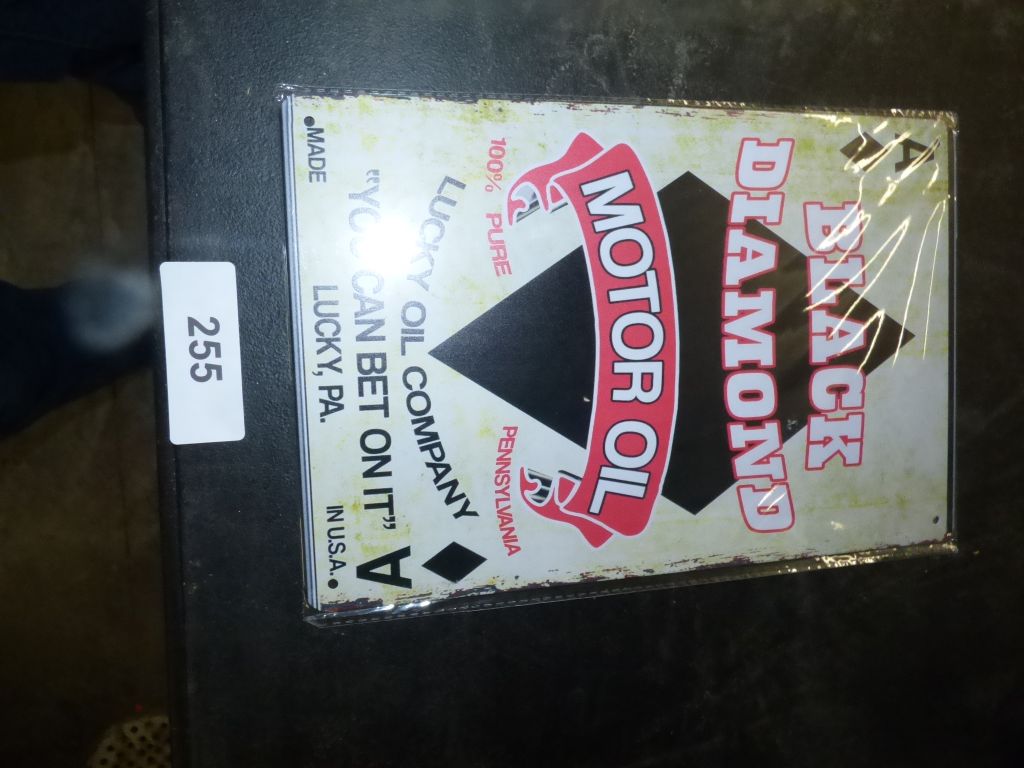 A
BLACK
DIAMOND
MOTOR OIL
100% PURE PENNSYLVANIA
LUCKY OIL COMPANY
"YOU CAN BET ON IT"
A
MADE LUCKY, PA. IN U.S.A.
255